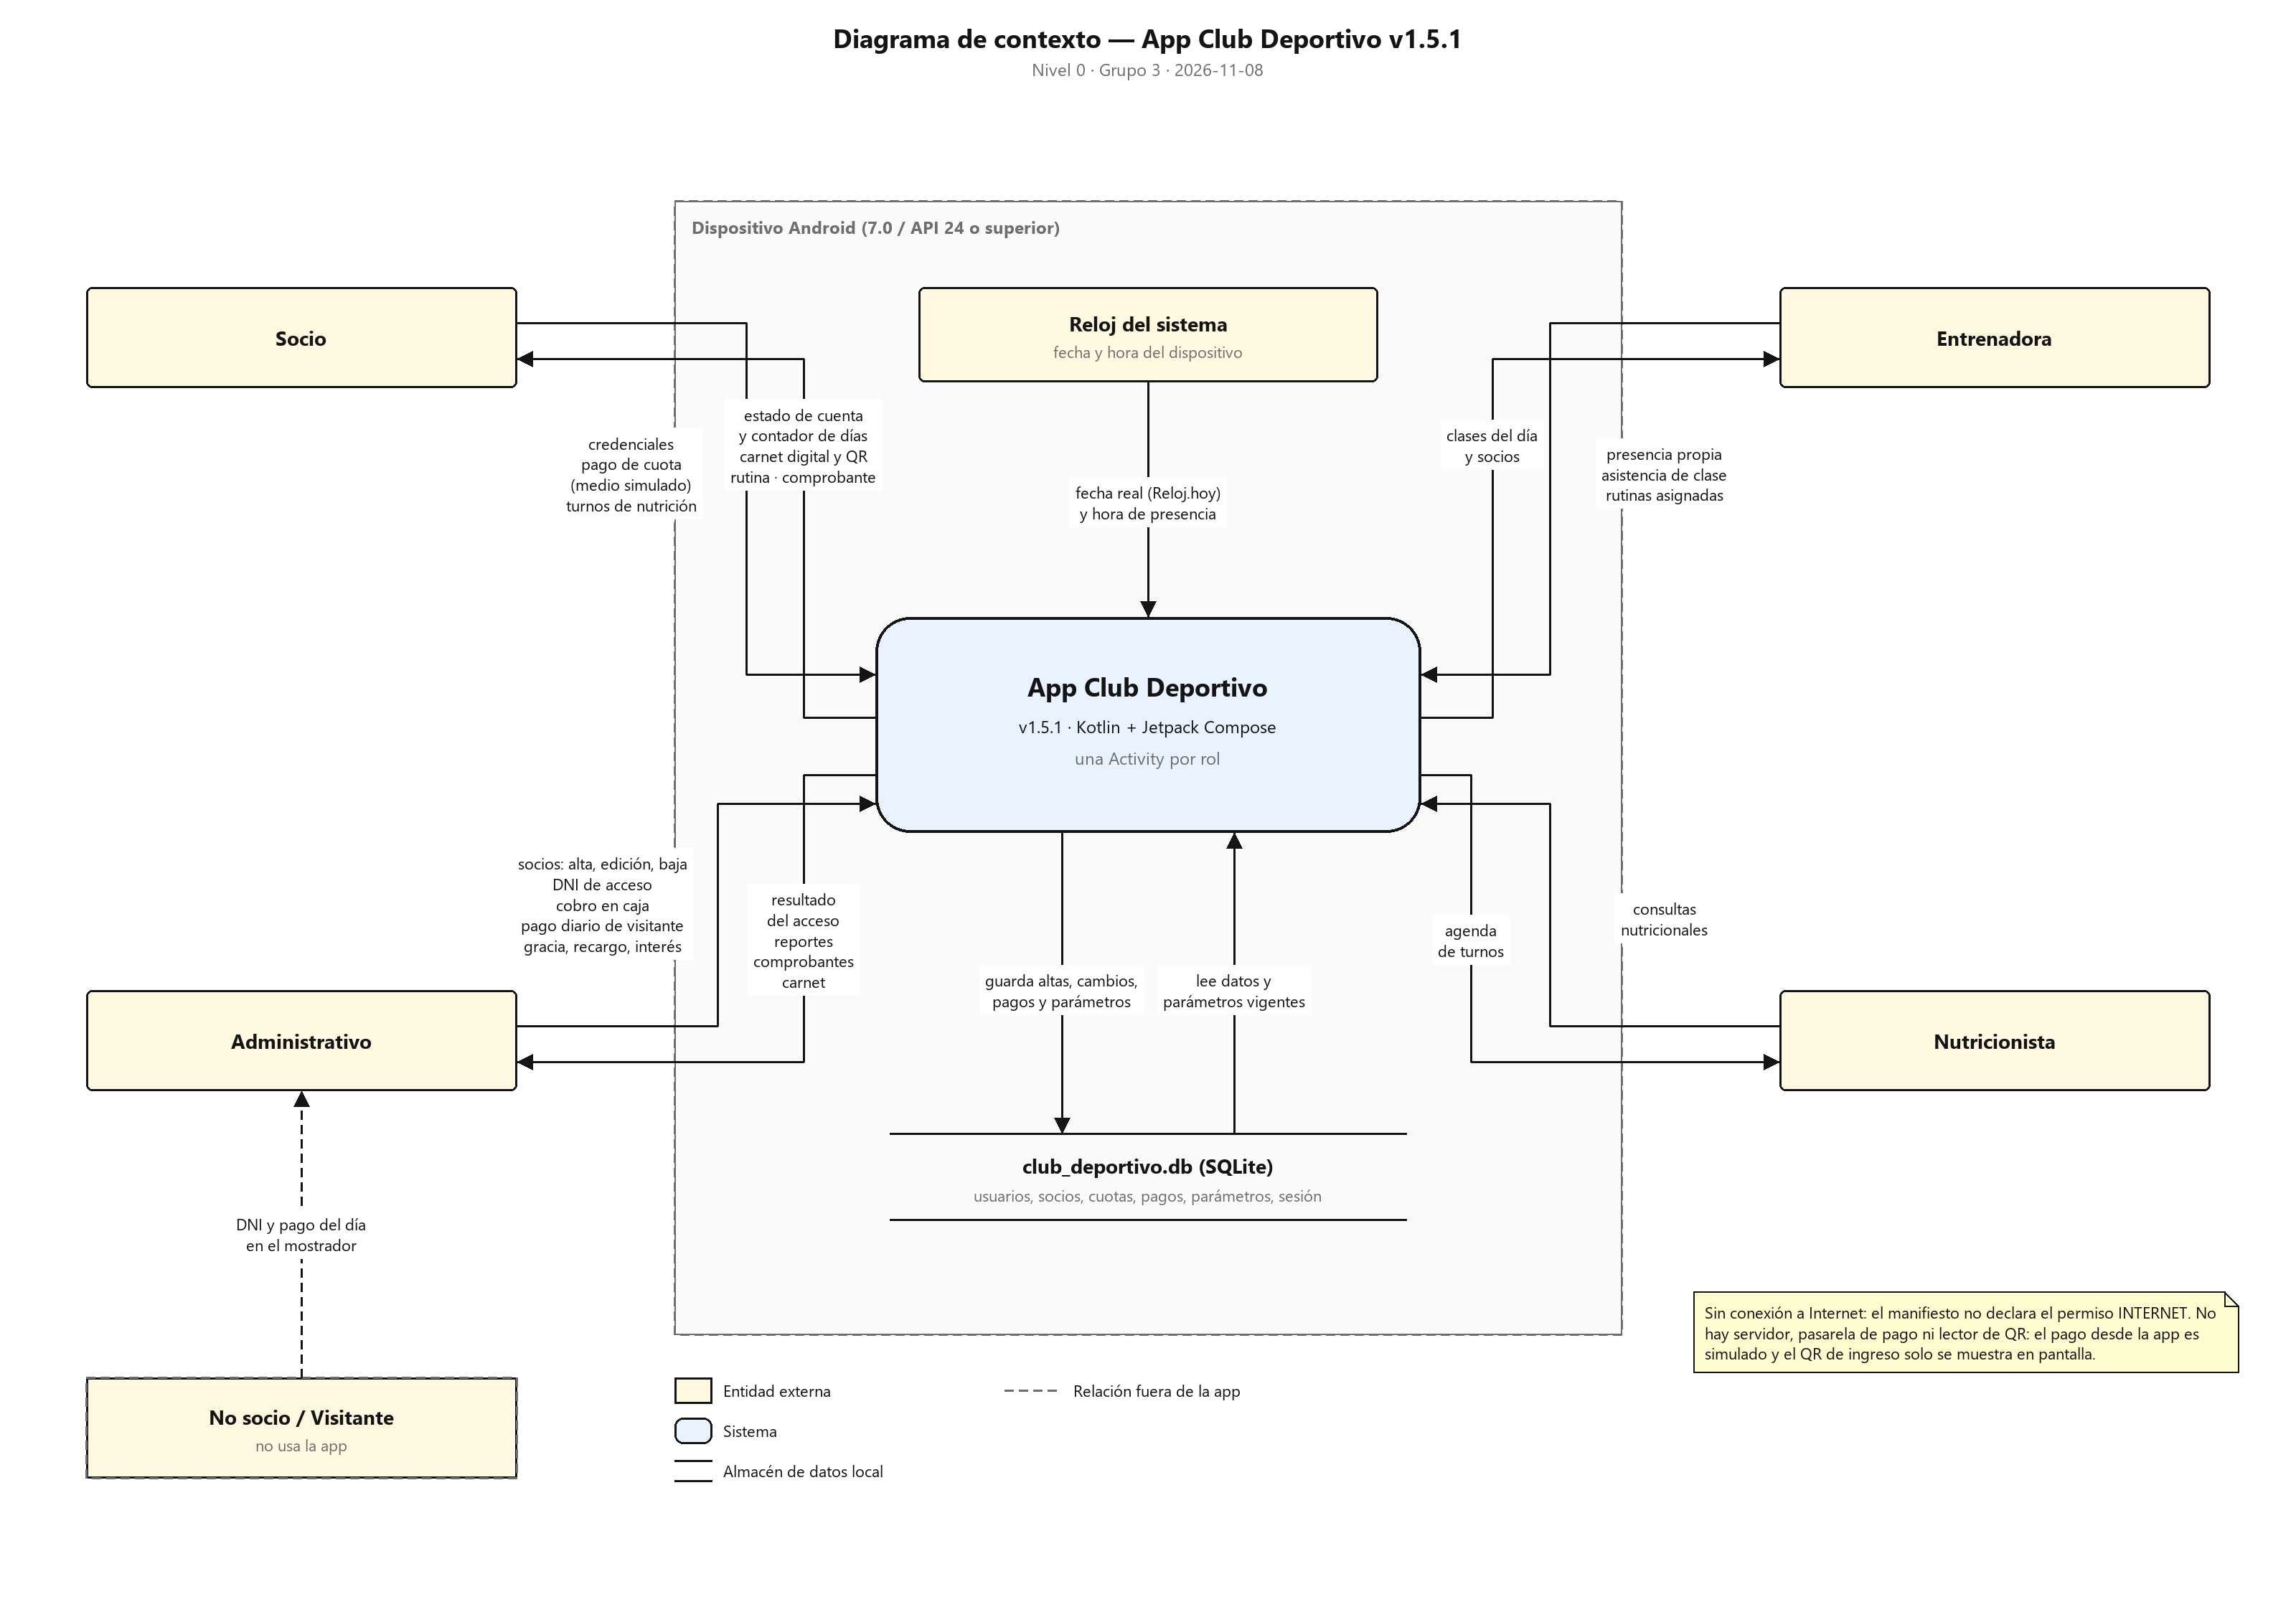 Diagrama de contexto — App Club Deportivo v1.5.1
Nivel 0 · Grupo 3 · 2026-11-08
Dispositivo Android (7.0 / API 24 o superior)
Socio
Reloj del sistema
fecha y hora del dispositivo
Entrenadora
credenciales
pago de cuota
(medio simulado)
turnos de nutrición
estado de cuenta
y contador de días
carnet digital y QR
rutina · comprobante
fecha real (Reloj.hoy)
y hora de presencia
clases del día
y socios
presencia propia
asistencia de clase
rutinas asignadas
App Club Deportivo
v1.5.1 · Kotlin + Jetpack Compose
una Activity por rol
socios: alta, edición, baja
DNI de acceso
cobro en caja
pago diario de visitante
gracia, recargo, interés
resultado
del acceso
reportes
comprobantes
carnet
guarda altas, cambios,
pagos y parámetros
lee datos y
parámetros vigentes
agenda
de turnos
consultas
nutricionales
Administrativo
Nutricionista
club_deportivo.db (SQLite)
usuarios, socios, cuotas, pagos, parámetros, sesión
DNI y pago del día
en el mostrador
No socio / Visitante
no usa la app
Sin conexión a Internet: el manifiesto no declara el permiso INTERNET. No
hay servidor, pasarela de pago ni lector de QR: el pago desde la app es
simulado y el QR de ingreso solo se muestra en pantalla.
Entidad externa
Relación fuera de la app
Sistema
Almacén de datos local